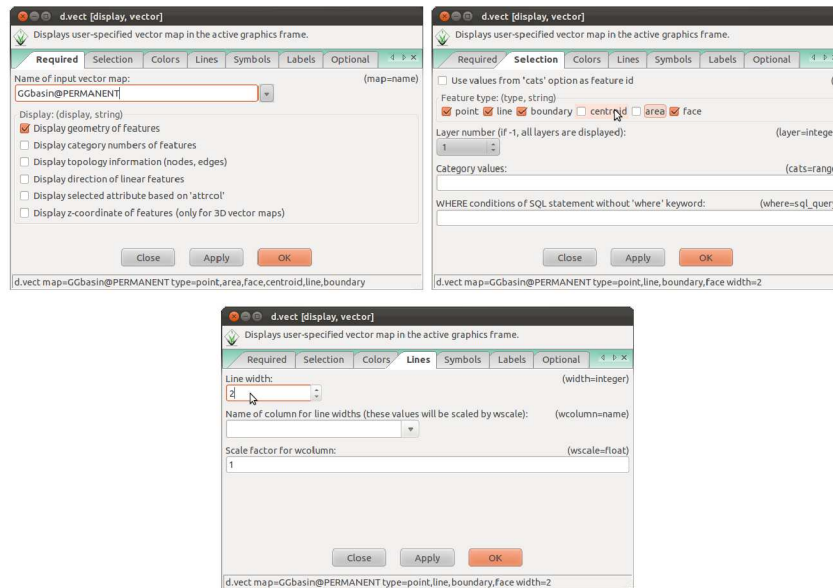 d.vect [display, vector]
Displays user-specified vector map in the active graphics frame.
Required Selection Colors Lines Symbols Labels Optional
Name of input vector map: (map=name)
GGbasin@PERMANENT
Display: (display, string)
Display geometry of features
Display category numbers of features
Display topology information (nodes, edges)
Display direction of linear features
Display selected attribute based on 'attrcol'
Display z-coordinate of features (only for 3D vector maps)
Close Apply OK
d.vect map=GGbasin@PERMANENT type=point,area,face,centroid,line,boundary
d.vect [display, vector]
Displays user-specified vector map in the active graphics frame.
Required Selection Colors Lines Symbols Labels Optional
Use values from 'cats' option as feature id (
Feature type: (type, string)
point line boundary centroid area face
Layer number (if -1, all layers are displayed): (layer=intege
1
Category values: (cats=range
WHERE conditions of SQL statement without 'where' keyword: (where=sql_query
Close Apply OK
d.vect map=GGbasin@PERMANENT type=point,line,boundary,face width=2
d.vect [display, vector]
Displays user-specified vector map in the active graphics frame.
Required Selection Colors Lines Symbols Labels Optional
Line width: (width=integer)
2
Name of column for line widths (these values will be scaled by wscale): (wcolumn=name)
Scale factor for wcolumn: (wscale=float)
1
Close Apply OK
d.vect map=GGbasin@PERMANENT type=point,line,boundary,face width=2